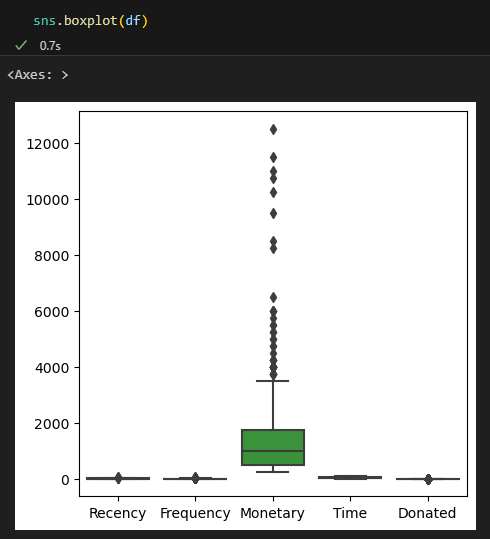 sns.boxplot(df)
✓ 0.7s
<Axes: >
12000
10000
8000
6000
4000
2000
0
Recency Frequency Monetary Time Donated